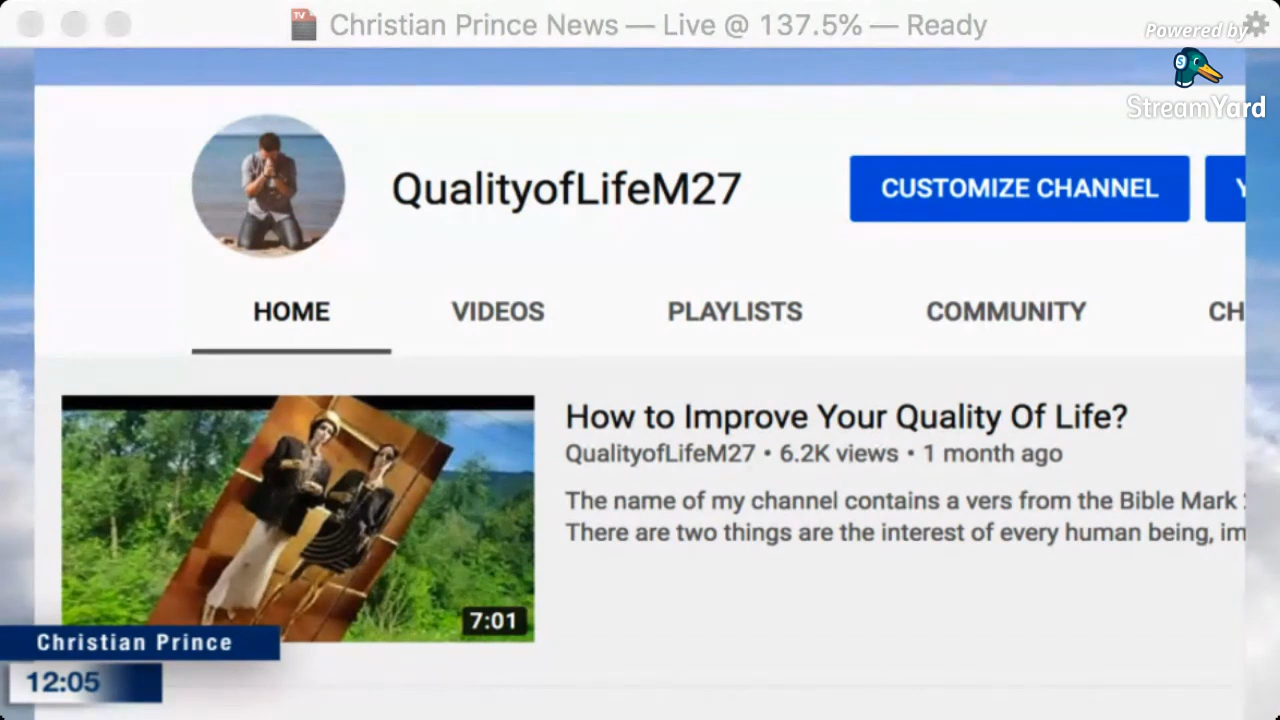 Christian Prince News — Live @ 137.5% — Ready
Powered by
StreamYard
QualityofLifeM27
CUSTOMIZE CHANNEL
HOME VIDEOS PLAYLISTS COMMUNITY CH
How to Improve Your Quality Of Life?
QualityofLifeM27 • 6.2K views • 1 month ago
The name of my channel contains a vers from the Bible Mark
There are two things are the interest of every human being, im
7:01
Christian Prince
12:05